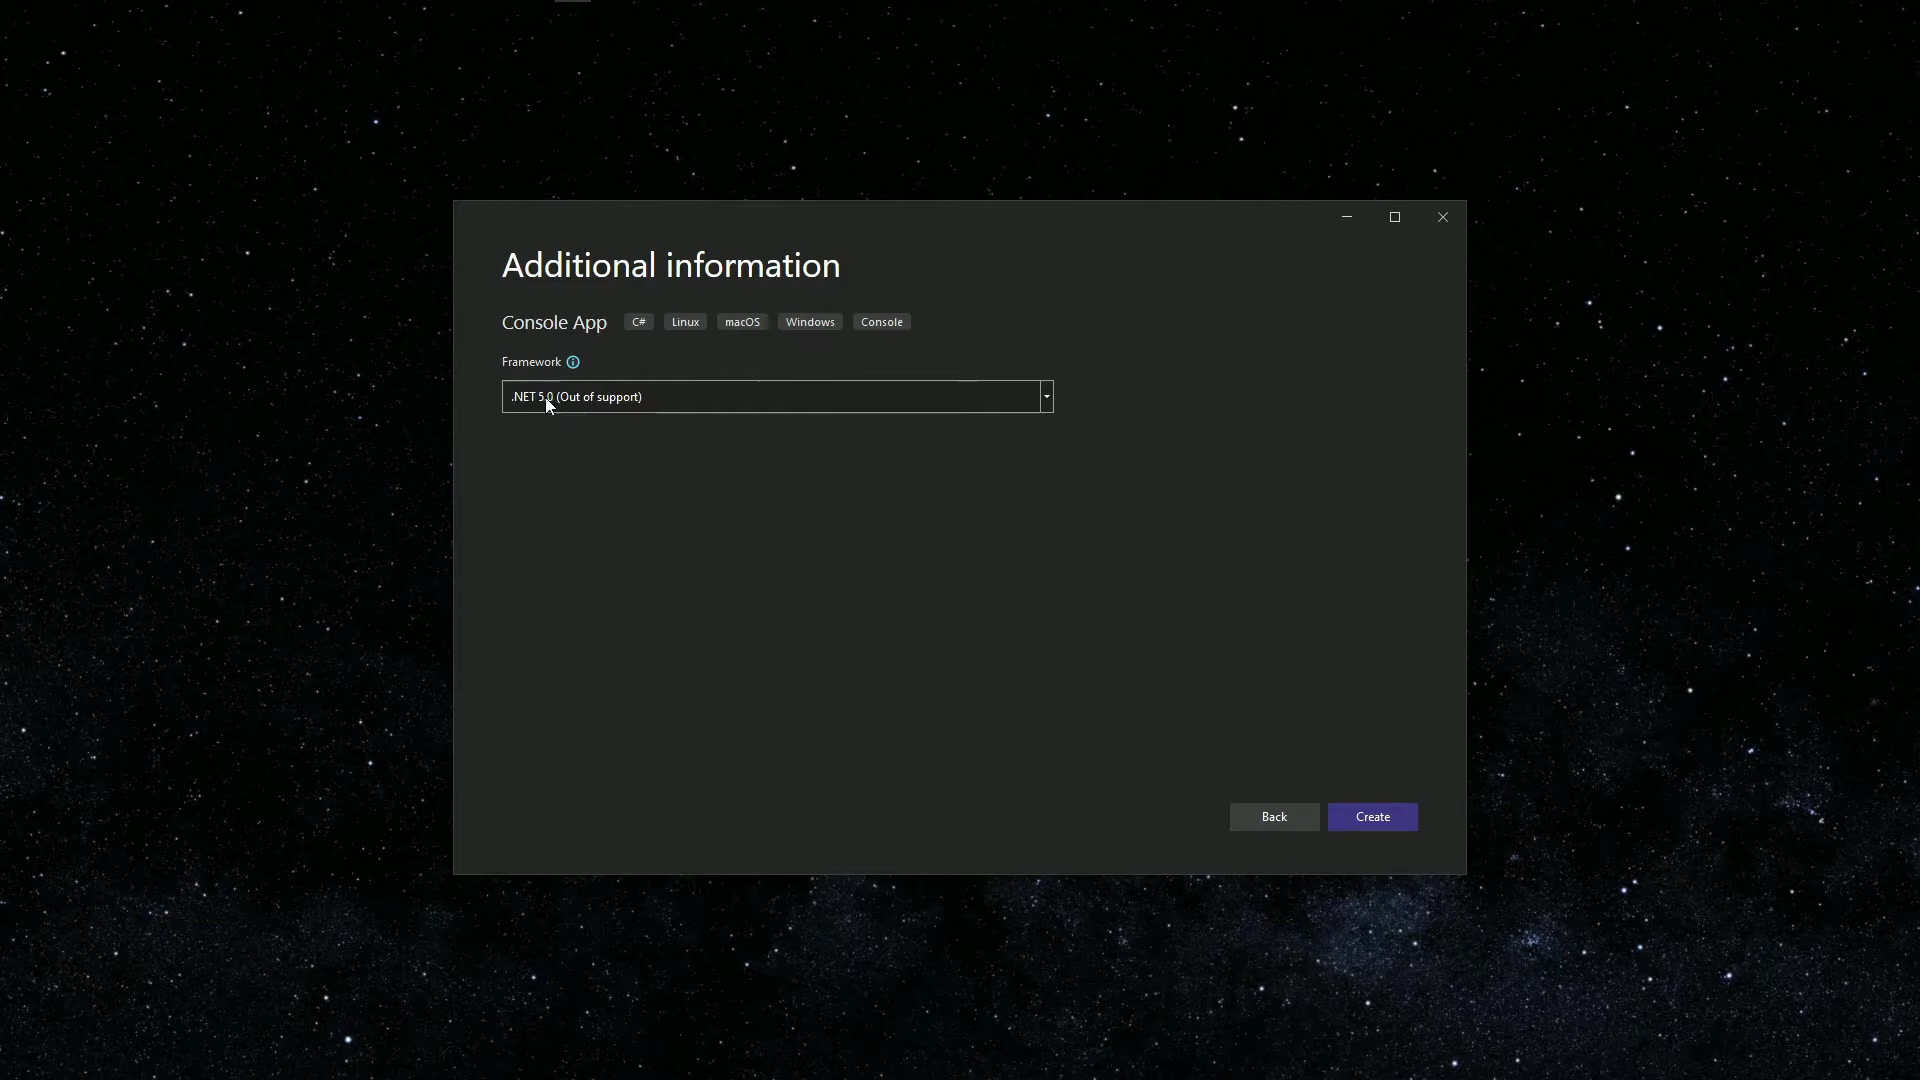 Additional information
Console App C# Linux macOS Windows Console
Framework
.NET 5.0 (Out of support)
Back Create